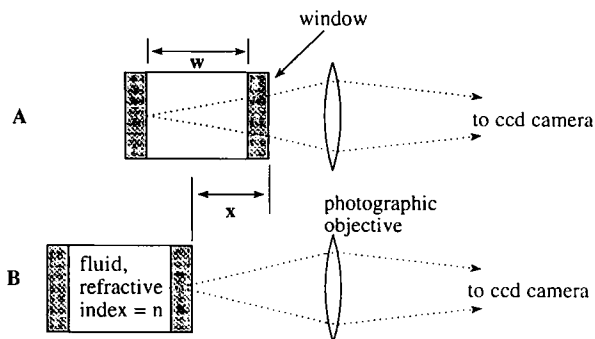 window
w
A
to ccd camera
x
photographic
objective
B
fluid,
refractive
index = n
to ccd camera